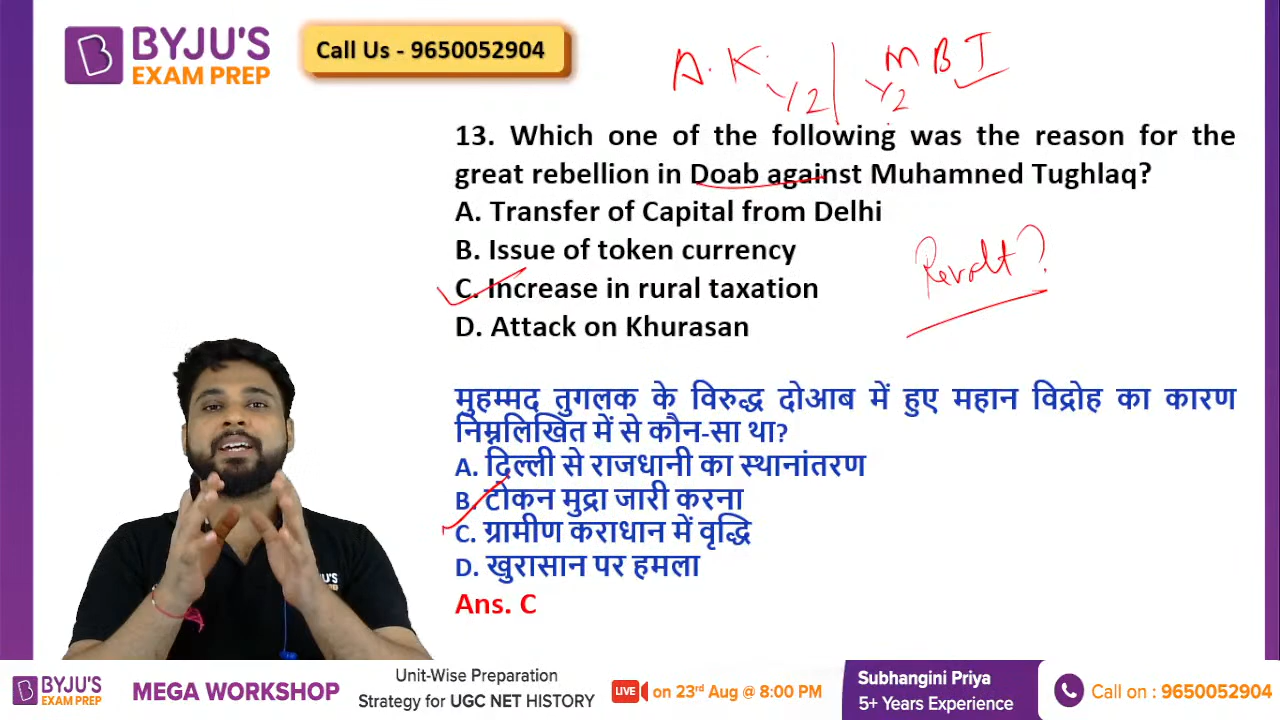 BYJU'S
EXAM PREP
Call Us - 9650052904
A. K. 1/2 | M B T
1/2
13. Which one of the following was the reason for the
great rebellion in Doab against Muhamned Tughlaq?
A. Transfer of Capital from Delhi
B. Issue of token currency
C. Increase in rural taxation
D. Attack on Khurasan
Revolt?
मुहम्मद तुगलक के विरुद्ध दोआब में हुए महान विद्रोह का कारण
निम्नलिखित में से कौन-सा था?
A. दिल्ली से राजधानी का स्थानांतरण
B. टोकन मुद्रा जारी करना
C. ग्रामीण कराधान में वृद्धि
D. खुरासान पर हमला
Ans. C
BYJU'S
BYJU'S
EXAM PREP
MEGA WORKSHOP
Unit-Wise Preparation
Strategy for UGC NET HISTORY
LIVE on 23rd Aug @ 8:00 PM
Subhangini Priya
5+ Years Experience
Call on : 9650052904